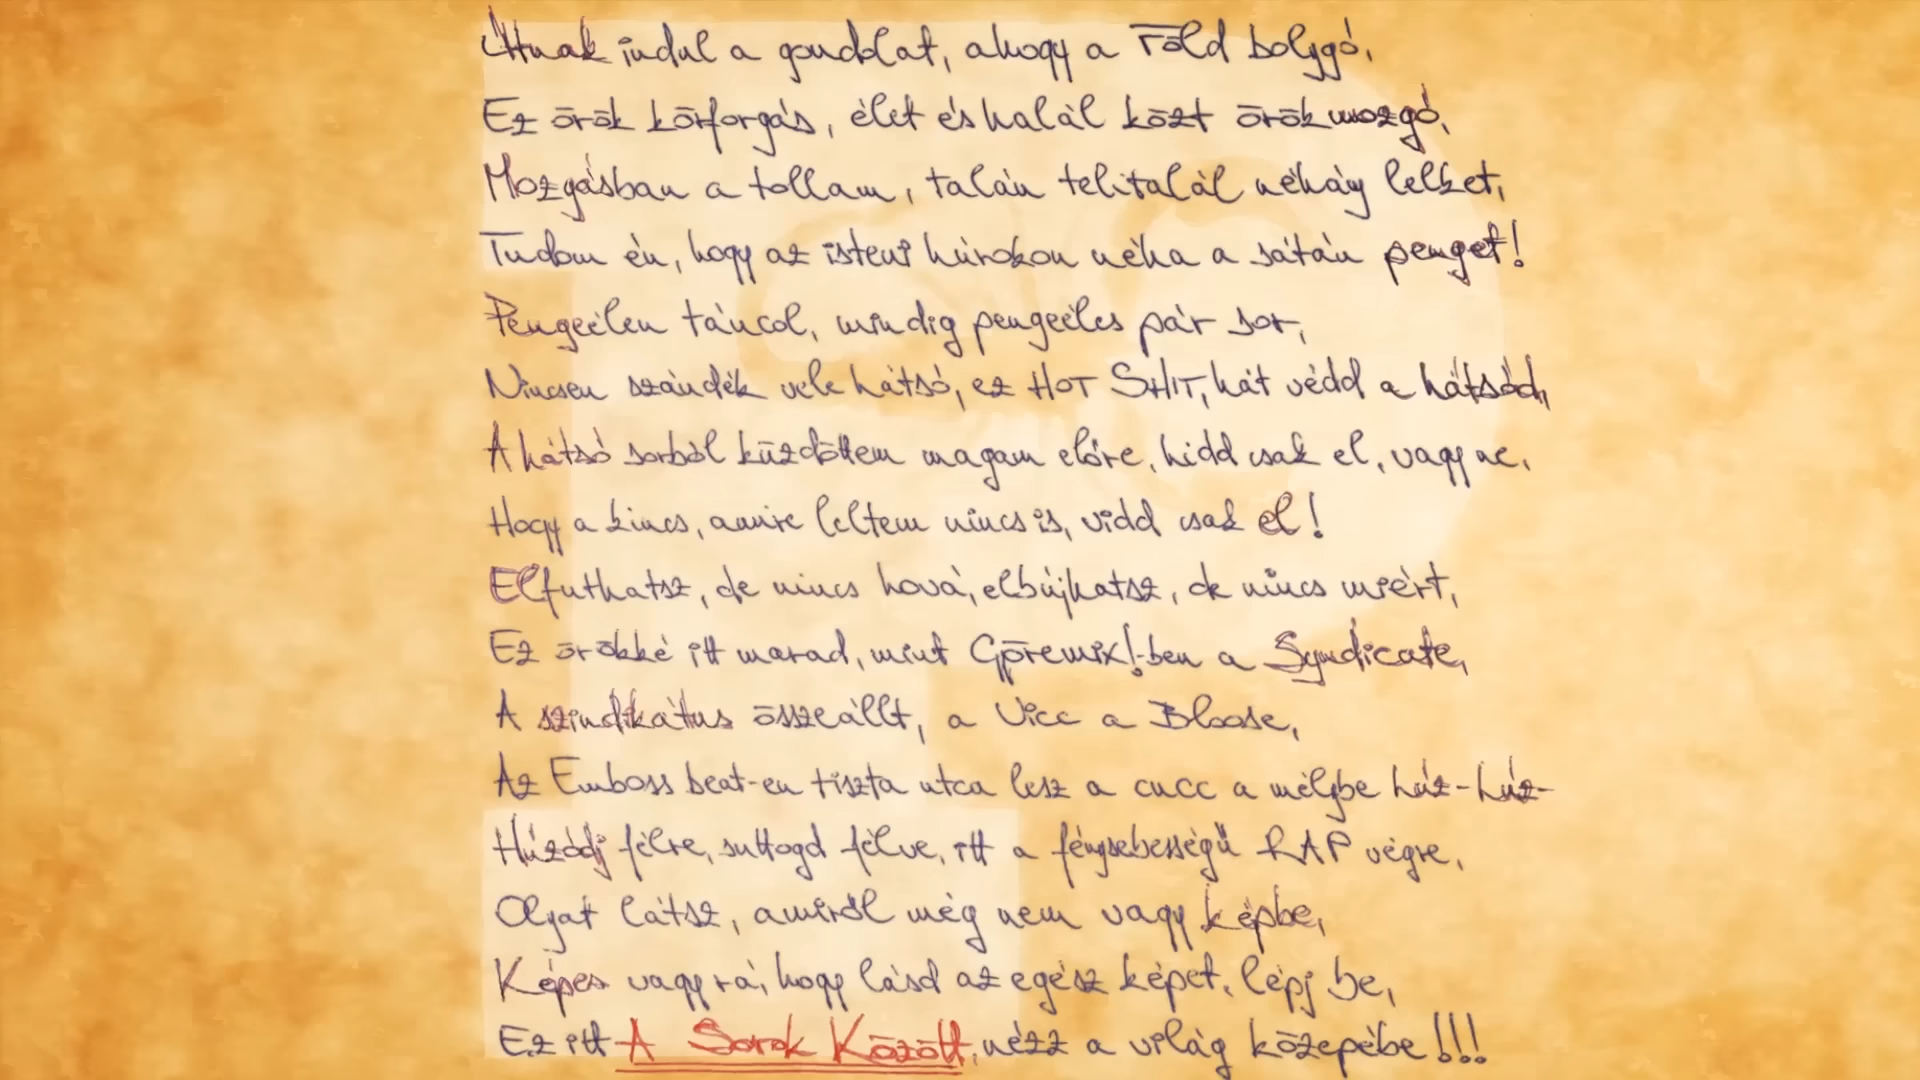 Útnak indul a gondolat, ahogy a Föld bolygó,
Ez örök körforgás, élet és halál közt örökmozgó,
Mozgásban a tollam, talán telitalál néhány lelket,
Tudom én, hogy az isteni húrokon néha a sátán penget!
Pengeélen táncol, mindig pengeéles pár sor,
Nincsen szándék vele hátsó, ez HOT SHIT, hát védd a hátsód,
A hátsó sorból küzdöttem magam előre, hidd csak el, vagy ne,
Hogy a kincs, amire leltem nincs is, vidd csak el!
Elfuthatsz, de nincs hová, elbújhatsz, de nincs miért,
Ez örökké itt marad, mint Gőremix!-ben a Syndicate,
A szindikátus összeállt, a Vicc a Bloose,
Az Emboss beat-en tiszta utca lesz a cucc a mélybe húz-húz-
Húzódj félre, suttogd félve, itt a fénysebességű RAP végre,
Olyat látsz, amiről még nem vagy képbe,
Képes vagy rá, hogy lásd az egész képet, lépj be,
Ez itt A Sorok Között, nézz a világ közepébe!!!